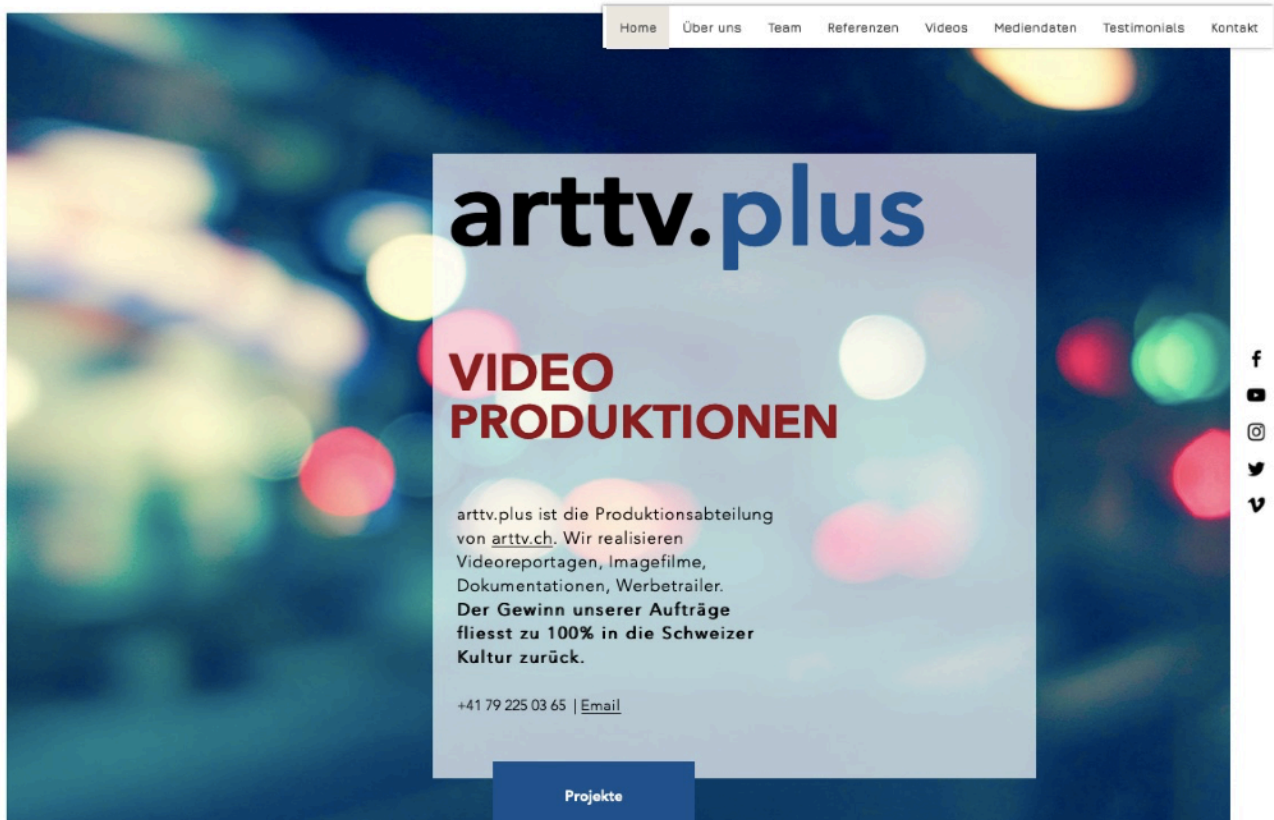 Home Über uns Team Referenzen Videos Mediendaten Testimonials Kontakt
arttv.plus
VIDEO
PRODUKTIONEN
arttv.plus ist die Produktionsabteilung
von arttv.ch. Wir realisieren
Videoreportagen, Imagefilme,
Dokumentationen, Werbetrailer.
Der Gewinn unserer Aufträge
fliesst zu 100% in die Schweizer
Kultur zurück.
+41 79 225 03 65 | Email
Projekte